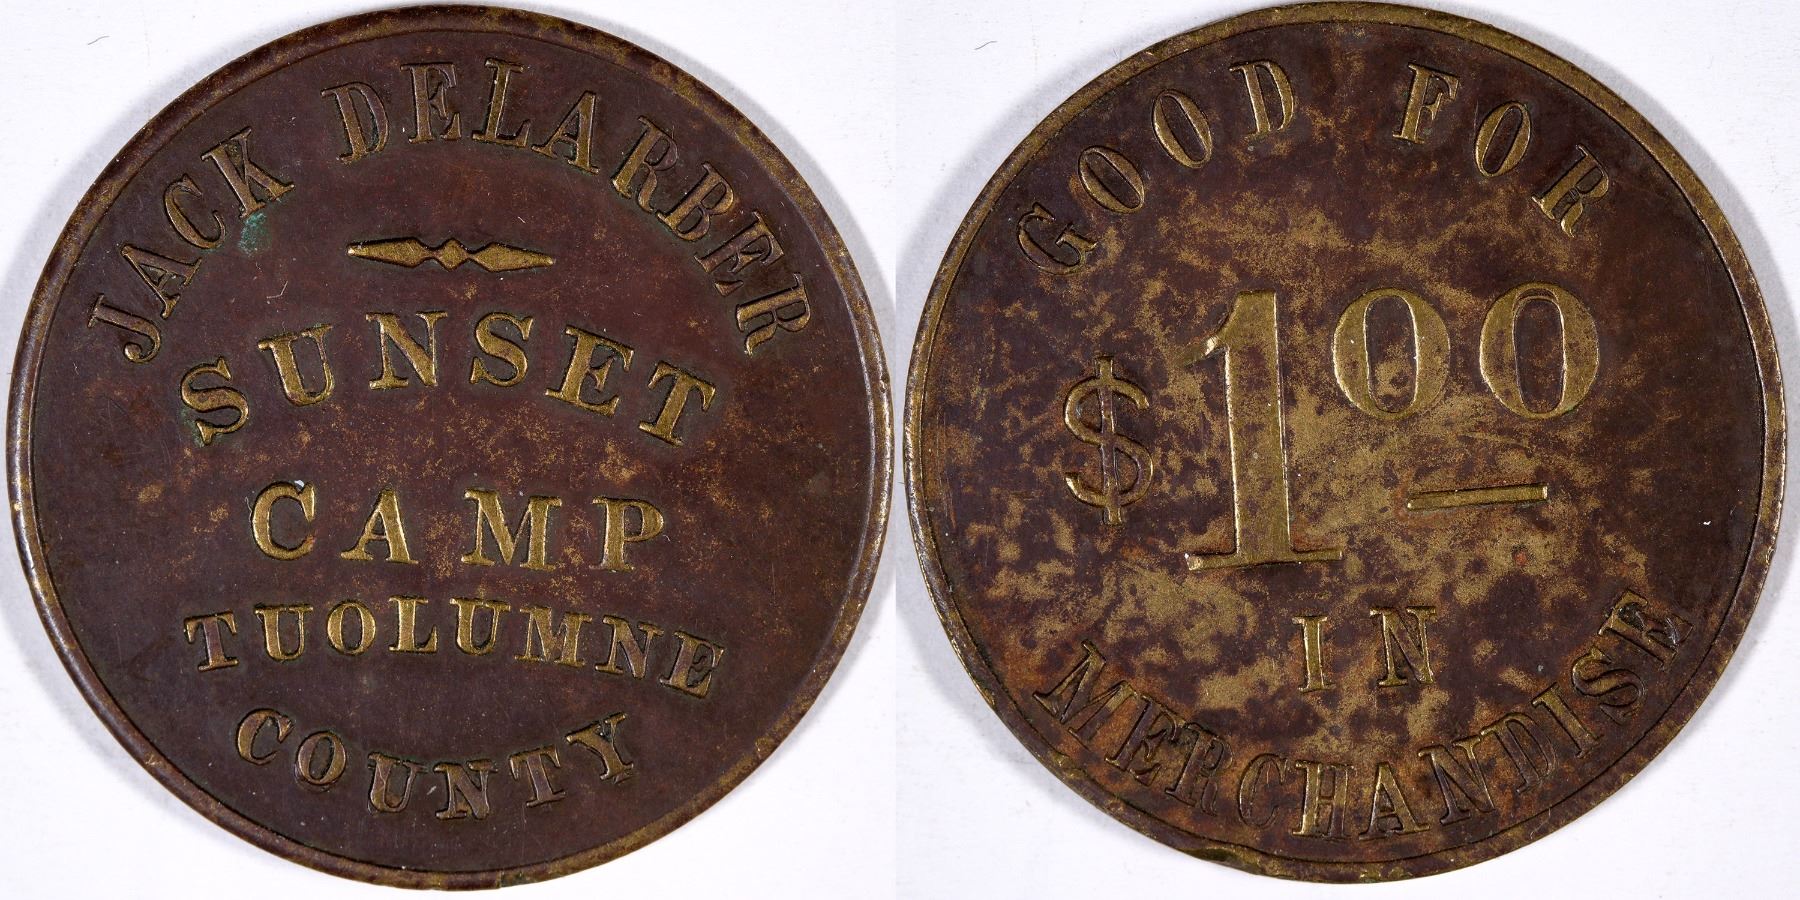 JACK DELARBER
SUNSET
CAMP
TUOLUMNE
COUNTY
GOOD FOR
$100
IN
MERCHANDISE